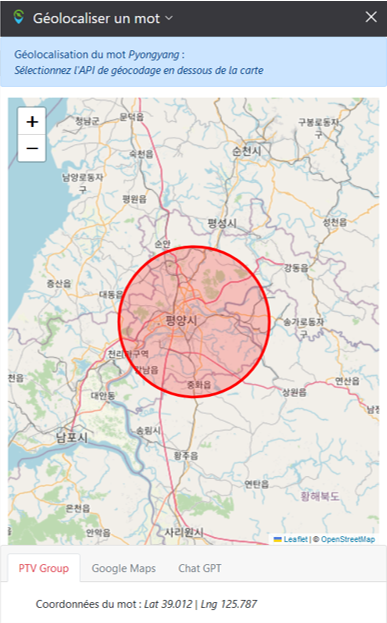 Géolocaliser un mot
Géolocalisation du mot Pyongyang :
Sélectionnez l'API de géocodage en dessous de la carte
+
−
청남군
문덕읍
구봉로동자
구
숙천읍
순천시
남양로동자
구
평원읍
평성시
성천읍
순안
강동읍
증산읍
대동읍
평양시
송가로동자
구
천리마구역
강남읍
중화읍
연산읍
대안동
상원읍
남포시
송림시
황주읍
연탄읍
황해북도
은천읍
안악읍
사리원시
Leaflet | © OpenStreetMap
PTV Group
Google Maps
Chat GPT
Coordonnées du mot : Lat 39.012 | Lng 125.787